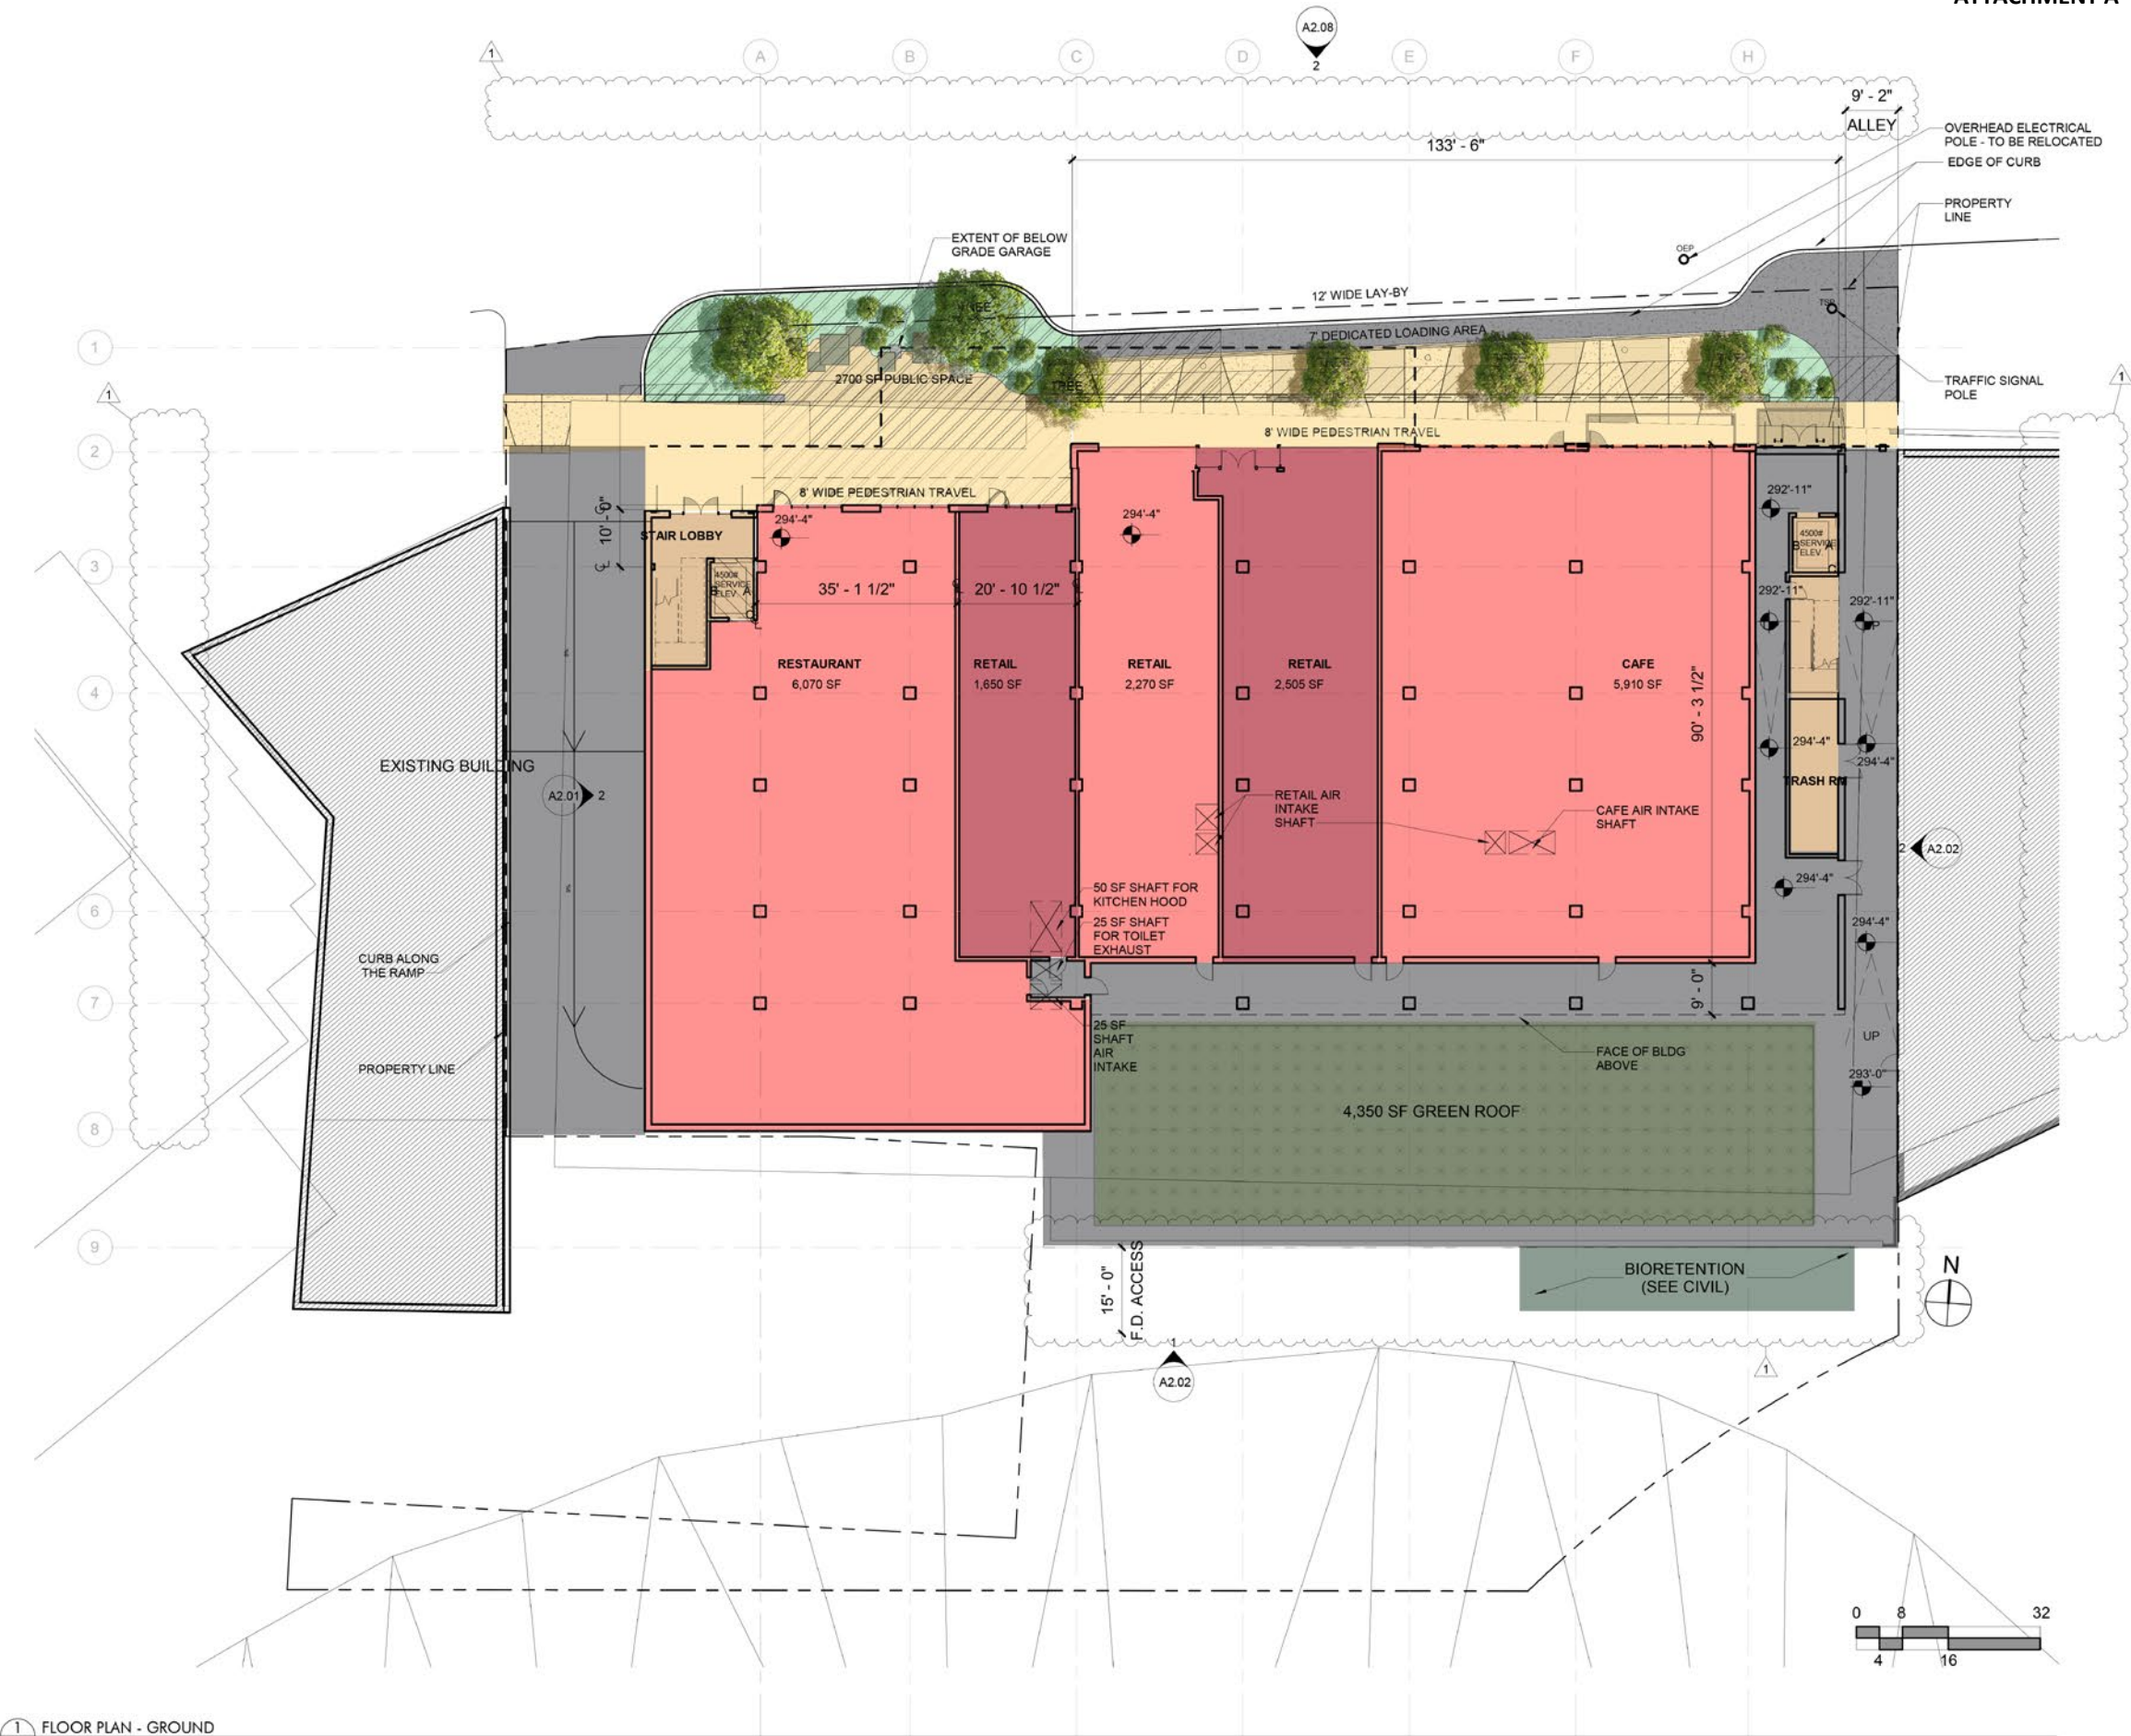 A2.08
2
1
A
B
C
D
E
F
H
9' - 2"
ALLEY
133' - 6"
OVERHEAD ELECTRICAL
POLE - TO BE RELOCATED
EDGE OF CURB
PROPERTY
LINE
EXTENT OF BELOW
GRADE GARAGE
OEP
12' WIDE LAY-BY
TSP
7' DEDICATED LOADING AREA
1
TREE
2700 SF PUBLIC SPACE
TREE
TRAFFIC SIGNAL
POLE
1
1
8' WIDE PEDESTRIAN TRAVEL
2
8' WIDE PEDESTRIAN TRAVEL
292'-11"
10' - 0"
294'-4"
294'-4"
STAIR LOBBY
4500#
SERVICE
ELEV.
B A
C
3
4500#
SERVICE
ELEV.
B A
C
35' - 1 1/2"
20' - 10 1/2"
292'-11"
292'-11"
UP
RESTAURANT
6,070 SF
RETAIL
1,650 SF
RETAIL
2,270 SF
RETAIL
2,505 SF
CAFE
5,910 SF
4
90' - 3 1/2"
294'-4"
294'-4"
EXISTING BUILDING
TRASH RM
A2.01
2
RETAIL AIR
INTAKE
SHAFT
CAFE AIR INTAKE
SHAFT
2
A2.02
294'-4"
50 SF SHAFT FOR
KITCHEN HOOD
6
25 SF SHAFT
FOR TOILET
EXHAUST
294'-4"
CURB ALONG
THE RAMP
9' - 0"
7
25 SF
SHAFT
AIR
INTAKE
UP
FACE OF BLDG
ABOVE
PROPERTY LINE
293'-0"
4,350 SF GREEN ROOF
8
9
15' - 0"
F.D. ACCESS
BIORETENTION
(SEE CIVIL)
N
1
A2.02
1
0 8 32
4 16
1 FLOOR PLAN - GROUND